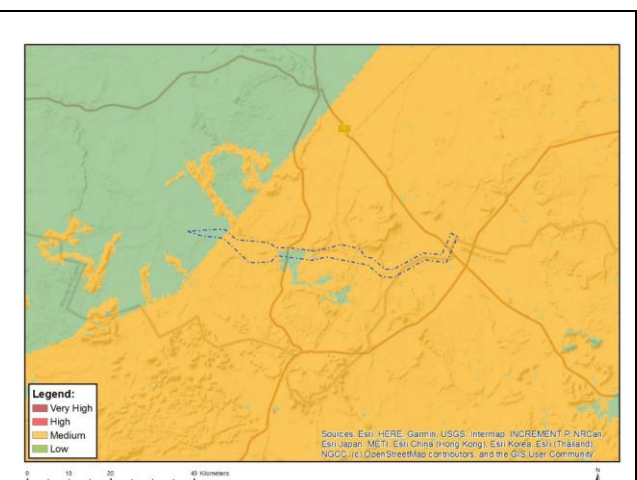 Legend:
Very High
High
Medium
Low
Sources: Esri, HERE, Garmin, USGS, Intermap, INCREMENT P, NRCan,
Esri Japan, METI, Esri China (Hong Kong), Esri Korea, Esri (Thailand),
NGCC, (c) OpenStreetMap contributors, and the GIS User Community
N
0 10 20 40 Kilometers